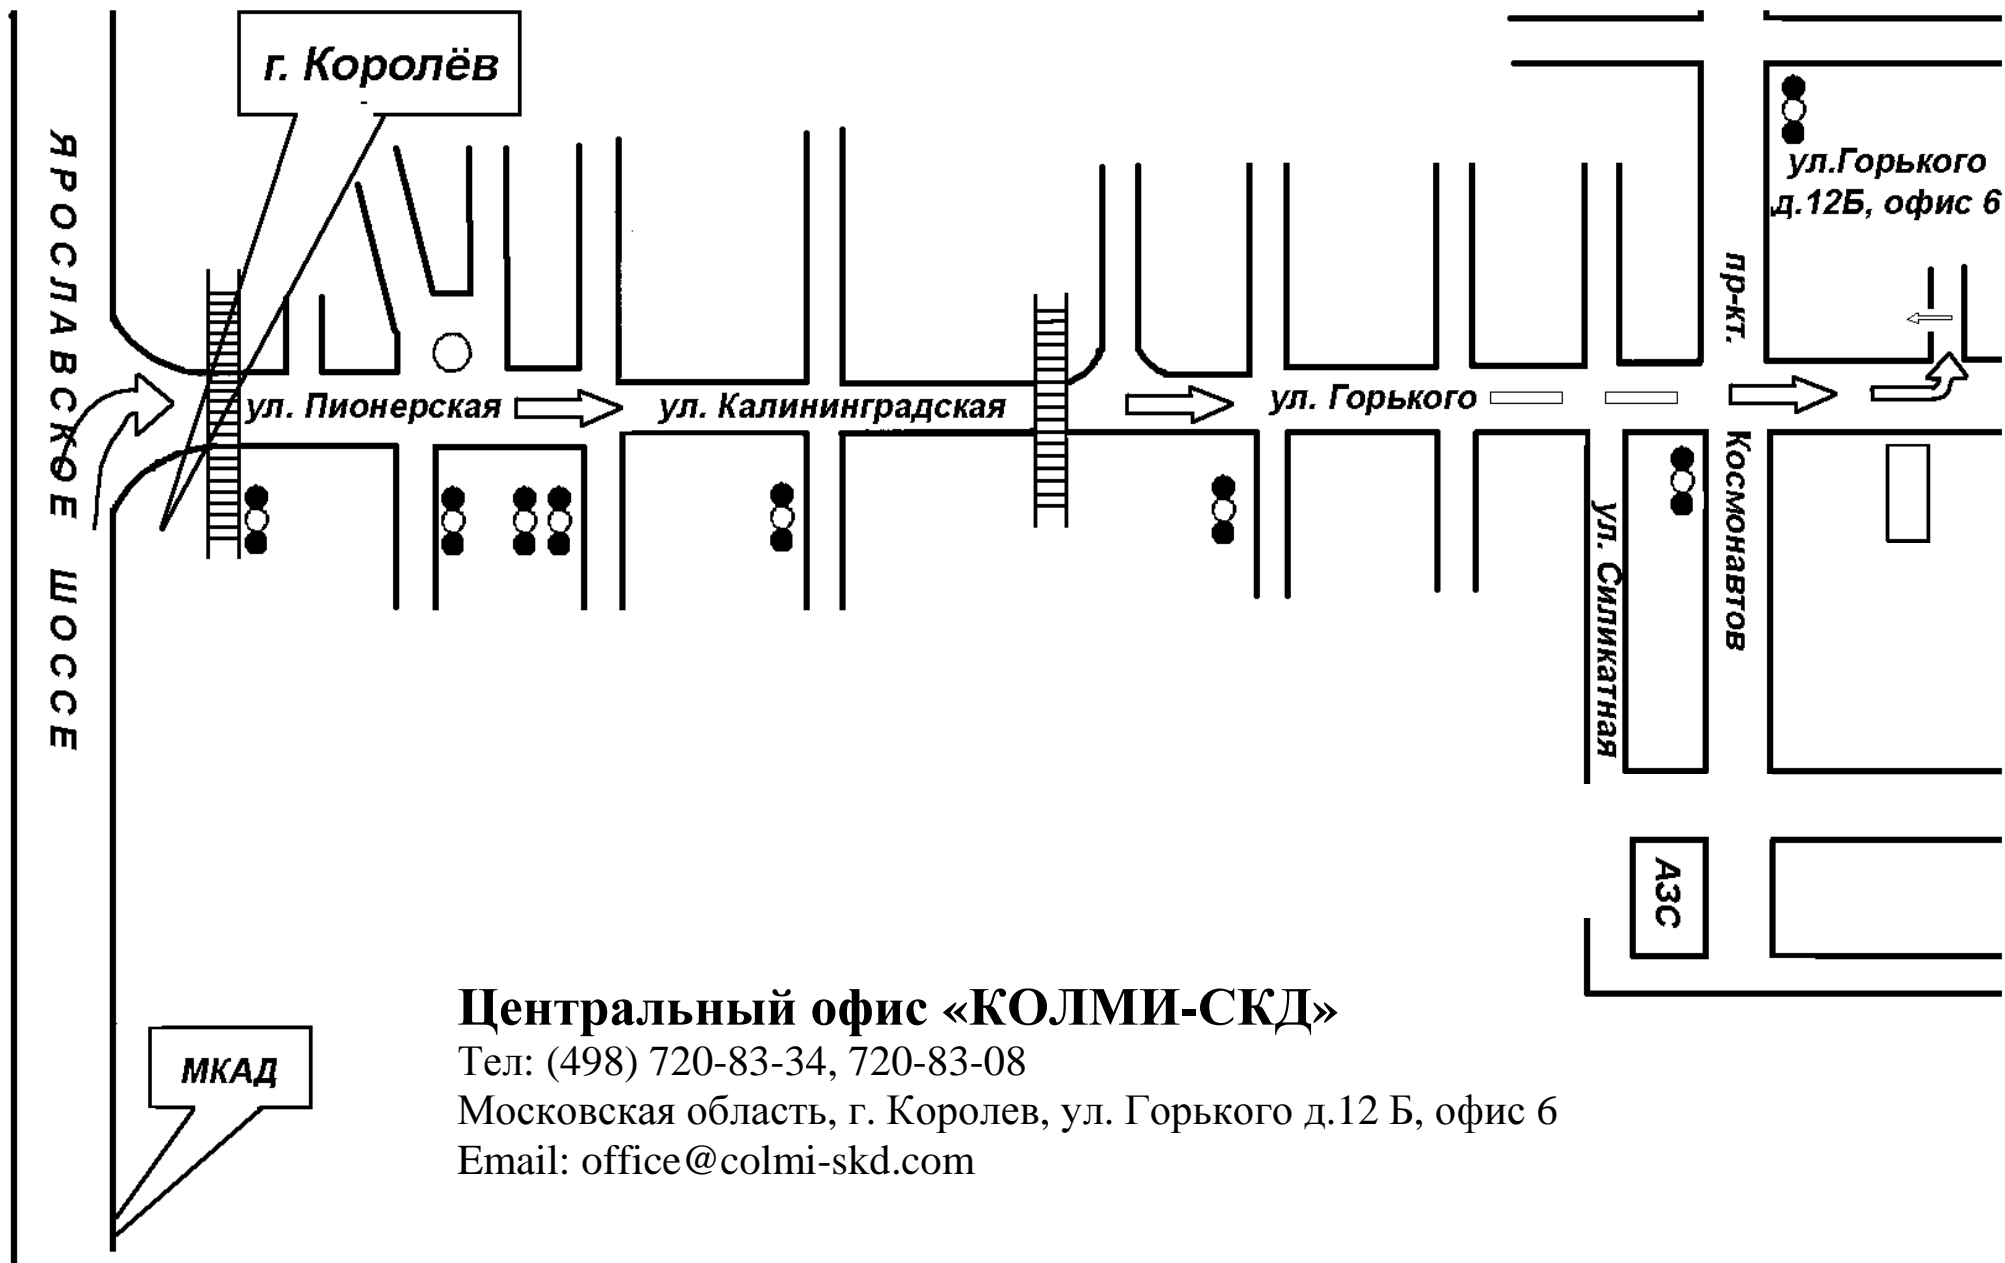 г. Королёв
ЯРОСЛАВСКОЕ ШОССЕ
ул.Горького
д.12Б, офис 6
пр-кт.
Космонавтов
ул. Пионерская
ул. Калининградская
ул. Горького
ул. Силикатная
АЗС
МКАД
Центральный офис «КОЛМИ-СКД»
Тел: (498) 720-83-34, 720-83-08
Московская область, г. Королев, ул. Горького д.12 Б, офис 6
Email: office@colmi-skd.com